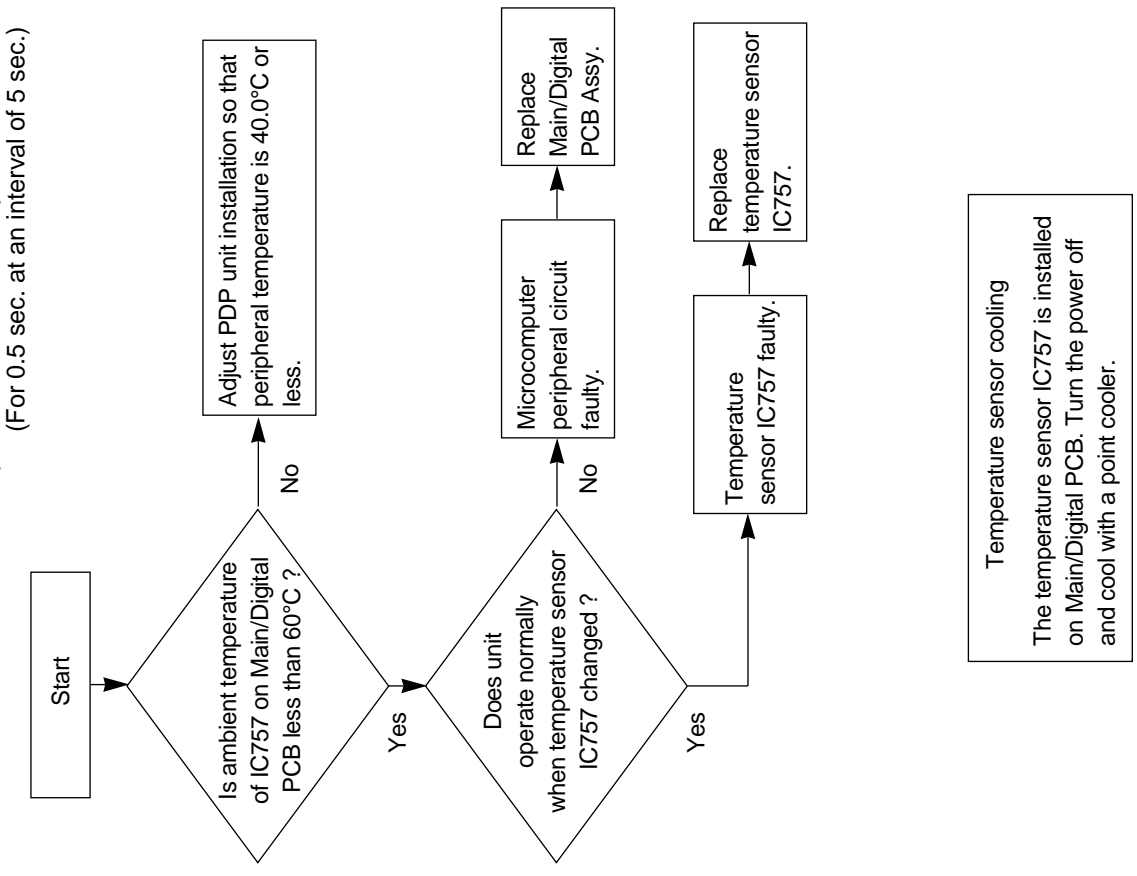 (For 0.5 sec. at an interval of 5 sec.)
Start
Is ambient temperature
of IC757 on Main/Digital
PCB less than 60°C ?
No
Adjust PDP unit installation so that
peripheral temperature is 40.0°C or
less.
Yes
Does unit
operate normally
when temperature sensor
IC757 changed ?
No
Microcomputer
peripheral circuit
faulty.
Replace
Main/Digital
PCB Assy.
Yes
Temperature
sensor IC757 faulty.
Replace
temperature sensor
IC757.
Temperature sensor cooling
The temperature sensor IC757 is installed
on Main/Digital PCB. Turn the power off
and cool with a point cooler.